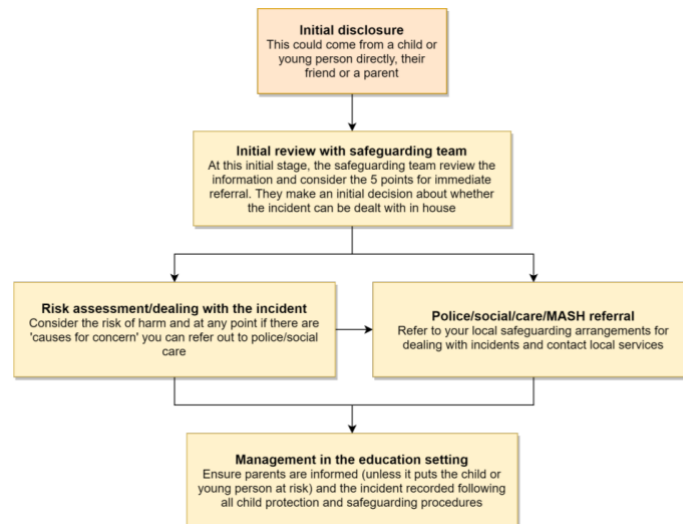 Initial disclosure
This could come from a child or
young person directly, their
friend or a parent
Initial review with safeguarding team
At this initial stage, the safeguarding team review the
information and consider the 5 points for immediate
referral. They make an initial decision about whether
the incident can be dealt with in house
Risk assessment/dealing with the incident
Consider the risk of harm and at any point if there are
'causes for concern' you can refer out to police/social
care
Police/social/care/MASH referral
Refer to your local safeguarding arrangements for
dealing with incidents and contact local services
Management in the education setting
Ensure parents are informed (unless it puts the child or
young person at risk) and the incident recorded following
all child protection and safeguarding procedures